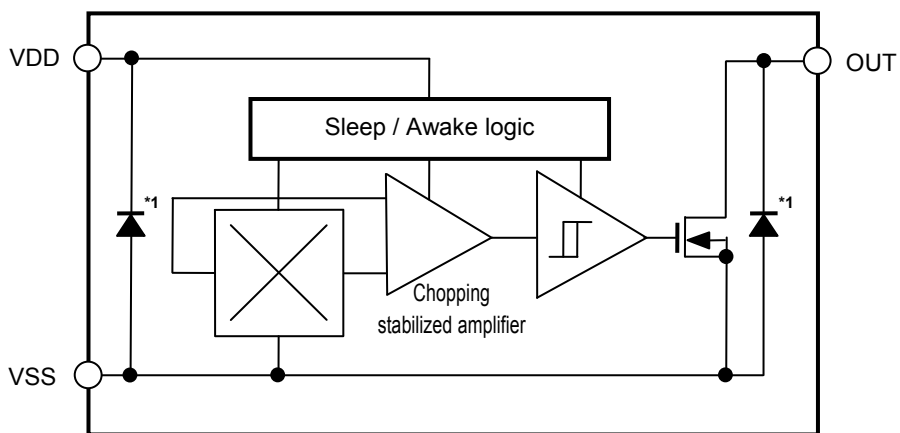 VDD
OUT
Sleep / Awake logic
*1
*1
Chopping
stabilized amplifier
VSS